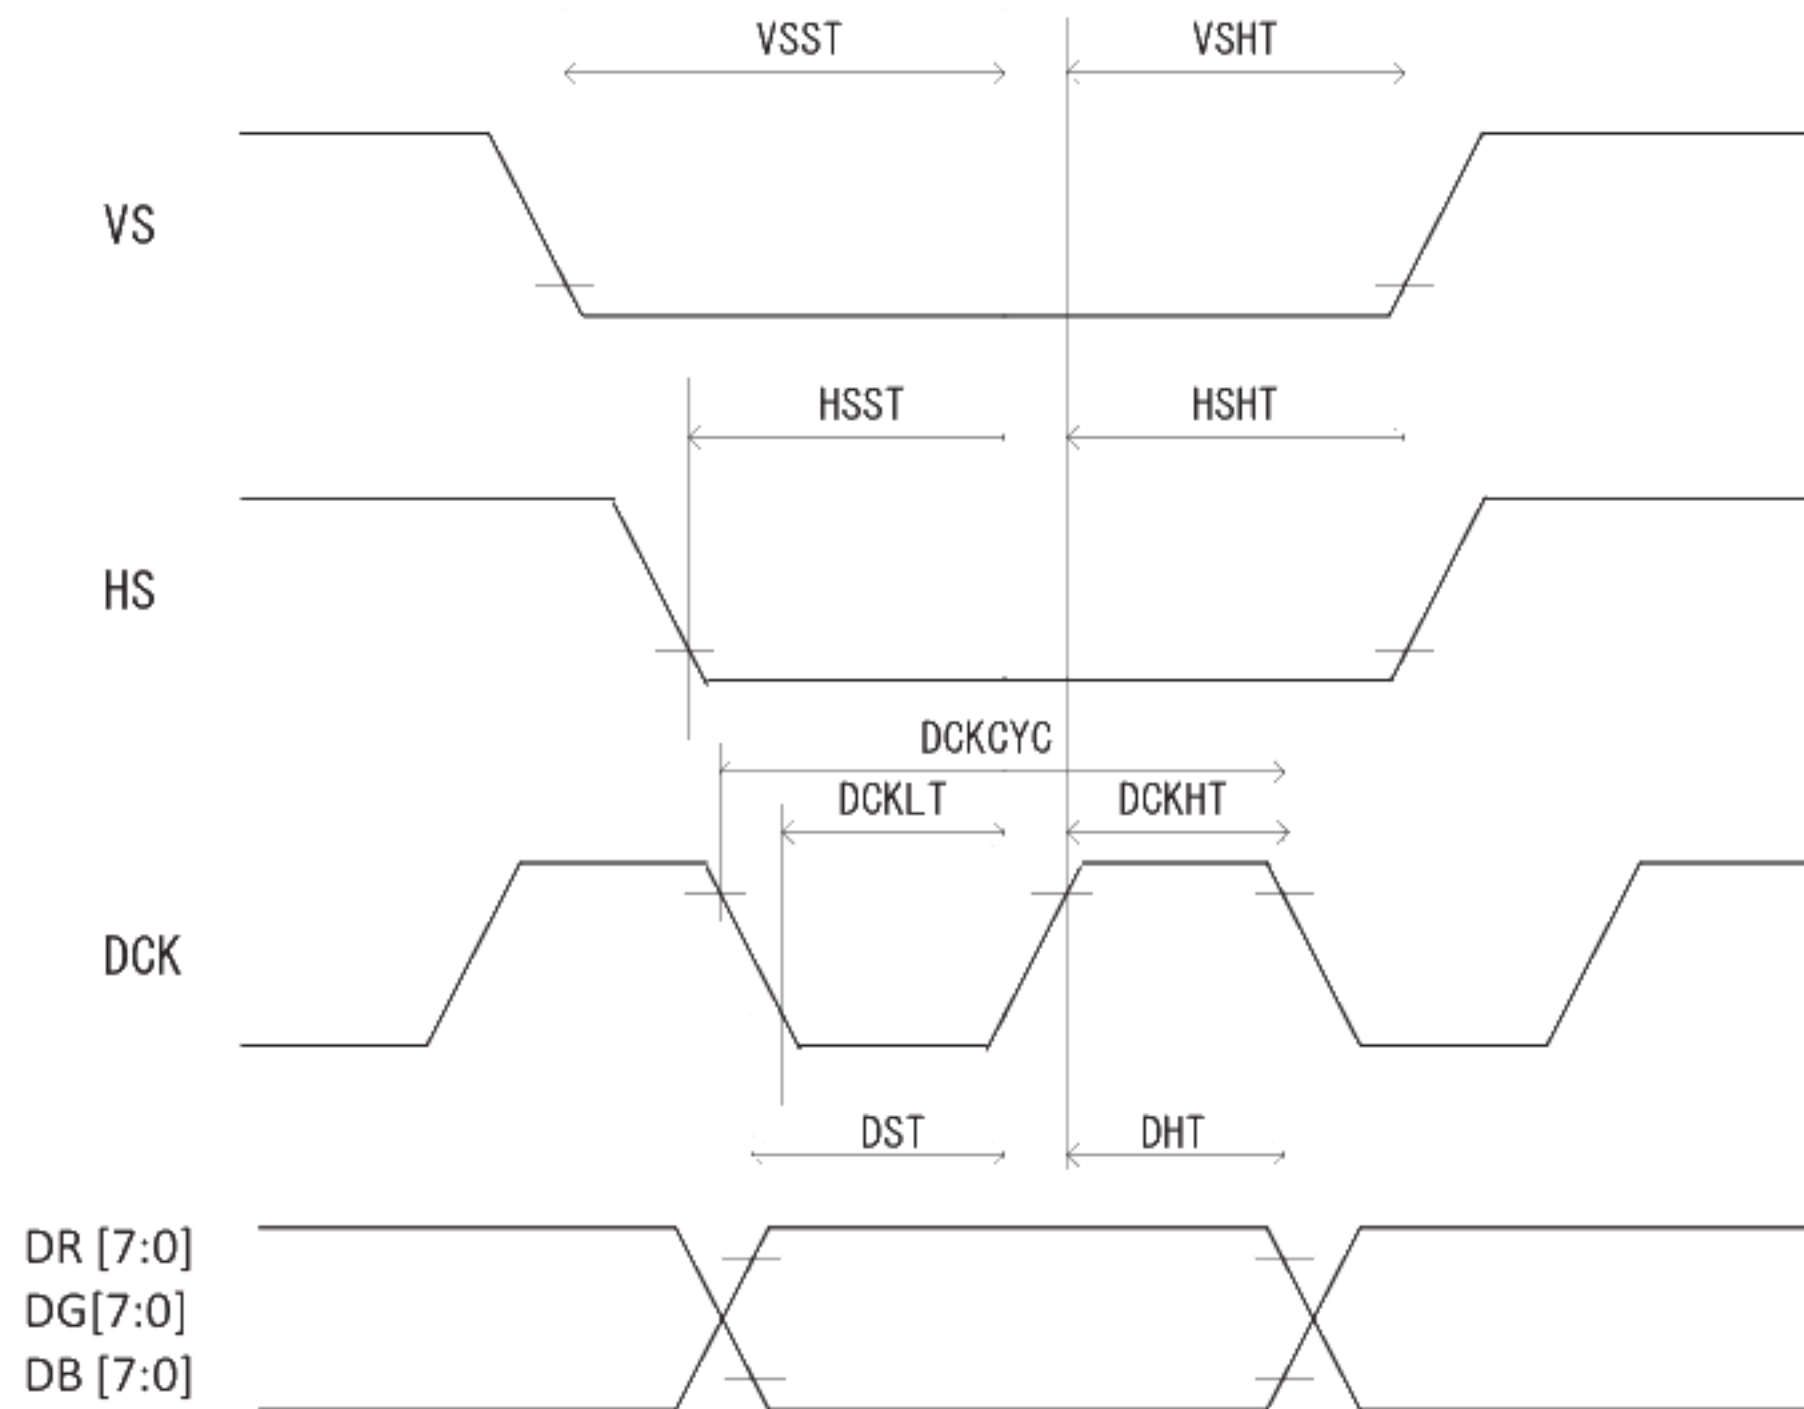 VSST VSHT
VS
HSST HSHT
HS
DCKCYC
DCKLT DCKHT
DCK
DST DHT
DR [7:0]
DG[7:0]
DB [7:0]